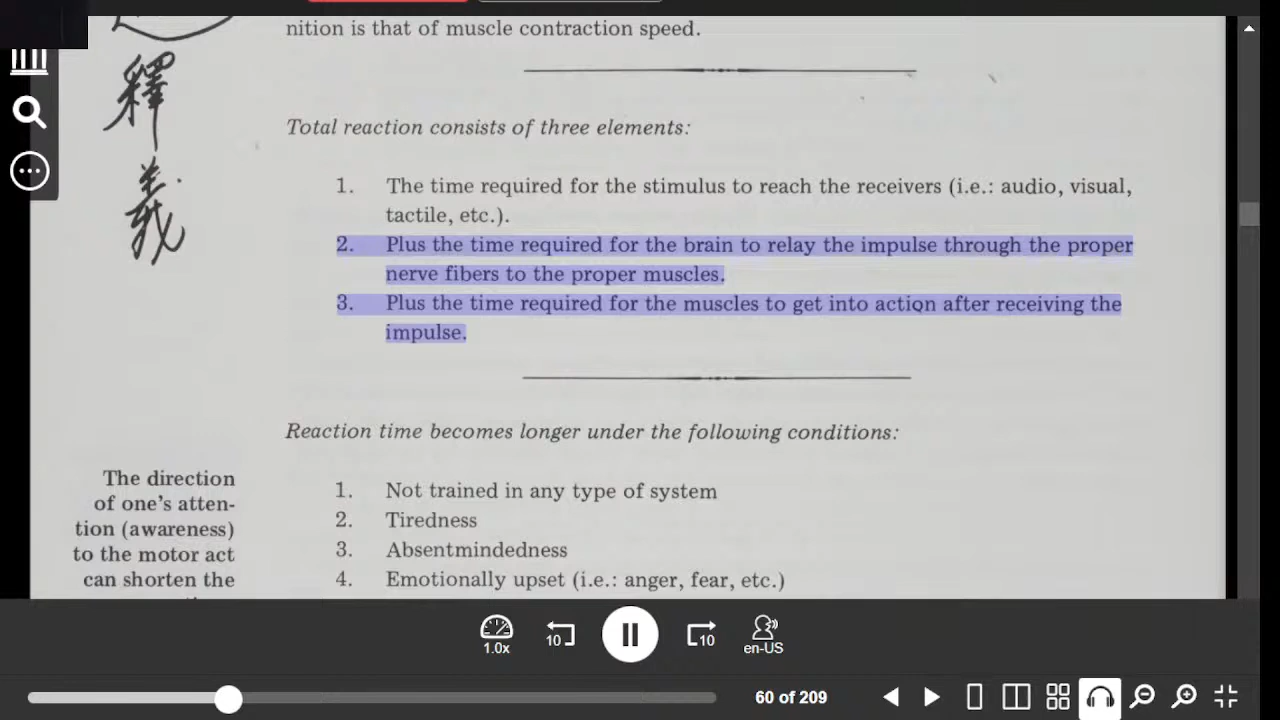 nition is that of muscle contraction speed.
釋
義
Total reaction consists of three elements:
1. The time required for the stimulus to reach the receivers (i.e.: audio, visual,
tactile, etc.).
2. Plus the time required for the brain to relay the impulse through the proper
nerve fibers to the proper muscles.
3. Plus the time required for the muscles to get into action after receiving the
impulse.
Reaction time becomes longer under the following conditions:
The direction
of one's atten-
tion (awareness)
to the motor act
can shorten the
1. Not trained in any type of system
2. Tiredness
3. Absentmindedness
4. Emotionally upset (i.e.: anger, fear, etc.)
1.0x
10
10
en-US
60 of 209